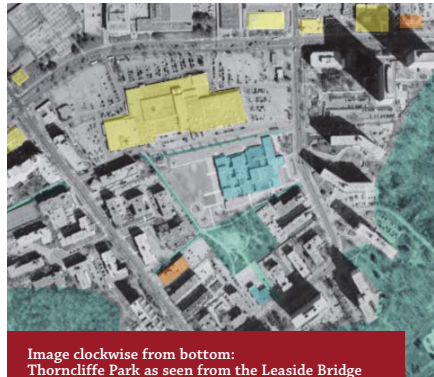 Image clockwise from bottom:
Thorncliffe Park as seen from the Leaside Bridge